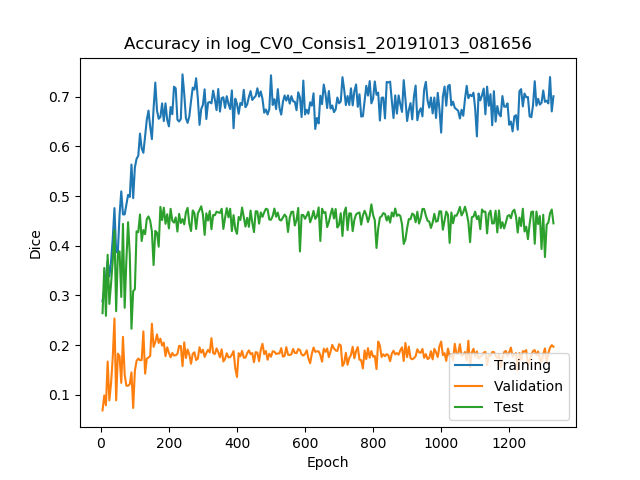 Accuracy in log_CV0_Consis1_20191013_081656
Dice
0.7
0.6
0.5
0.4
0.3
0.2
0.1
0 200 400 600 800 1000 1200
Epoch
Training
Validation
Test